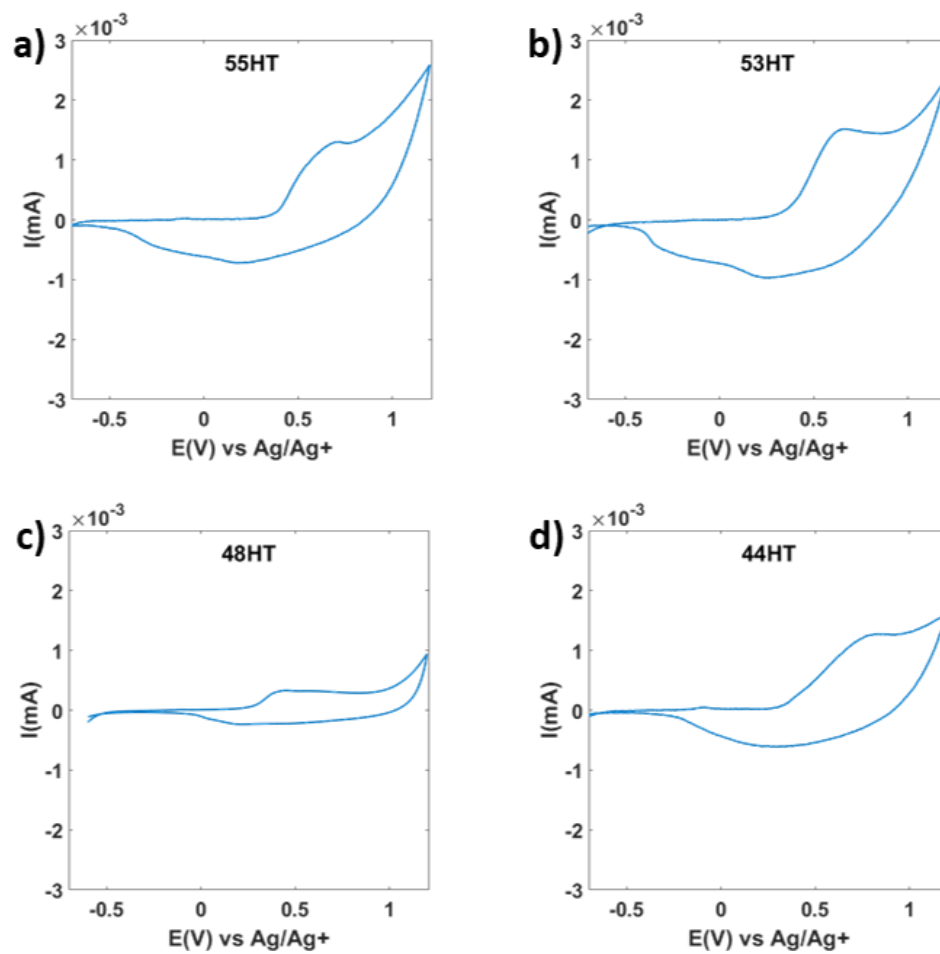 a)
×10-3
55HT
3
2
1
0
-1
-2
-3
I(mA)
-0.5 0 0.5 1
E(V) vs Ag/Ag+
b)
×10-3
53HT
3
2
1
0
-1
-2
-3
I(mA)
-0.5 0 0.5 1
E(V) vs Ag/Ag+
c)
×10-3
48HT
3
2
1
0
-1
-2
-3
I(mA)
-0.5 0 0.5 1
E(V) vs Ag/Ag+
d)
×10-3
44HT
3
2
1
0
-1
-2
-3
I(mA)
-0.5 0 0.5 1
E(V) vs Ag/Ag+